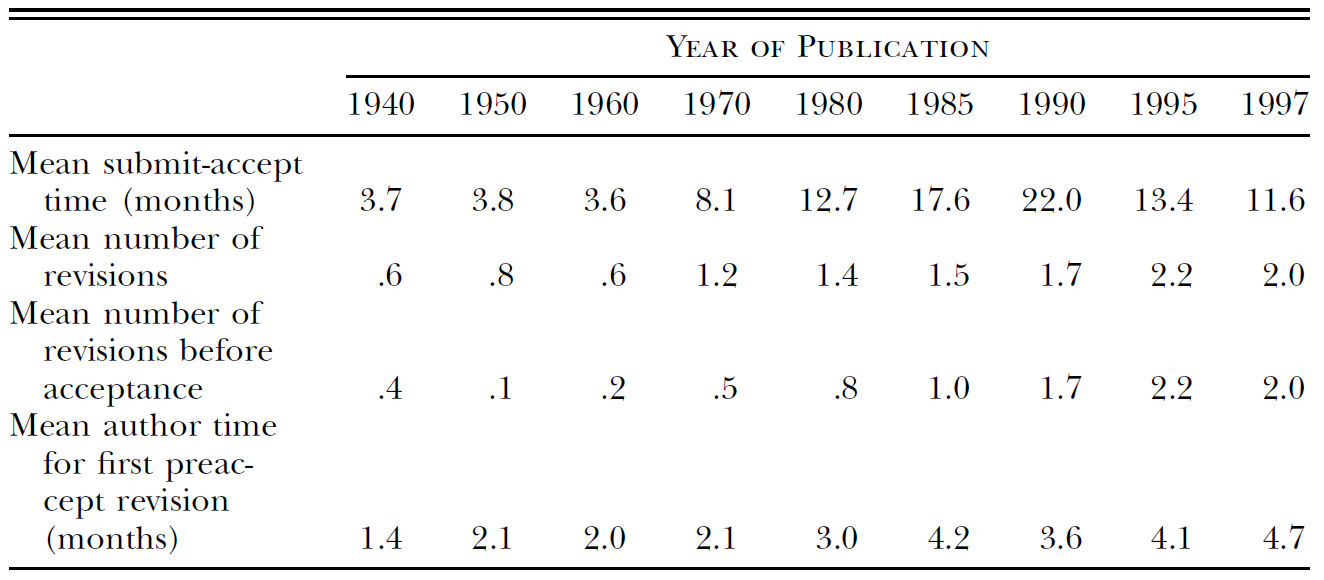 YEAR OF PUBLICATION
1940 1950 1960 1970 1980 1985 1990 1995 1997
Mean submit-accept
time (months) 3.7 3.8 3.6 8.1 12.7 17.6 22.0 13.4 11.6
Mean number of
revisions .6 .8 .6 1.2 1.4 1.5 1.7 2.2 2.0
Mean number of
revisions before
acceptance .4 .1 .2 .5 .8 1.0 1.7 2.2 2.0
Mean author time
for first preac-
cept revision
(months) 1.4 2.1 2.0 2.1 3.0 4.2 3.6 4.1 4.7